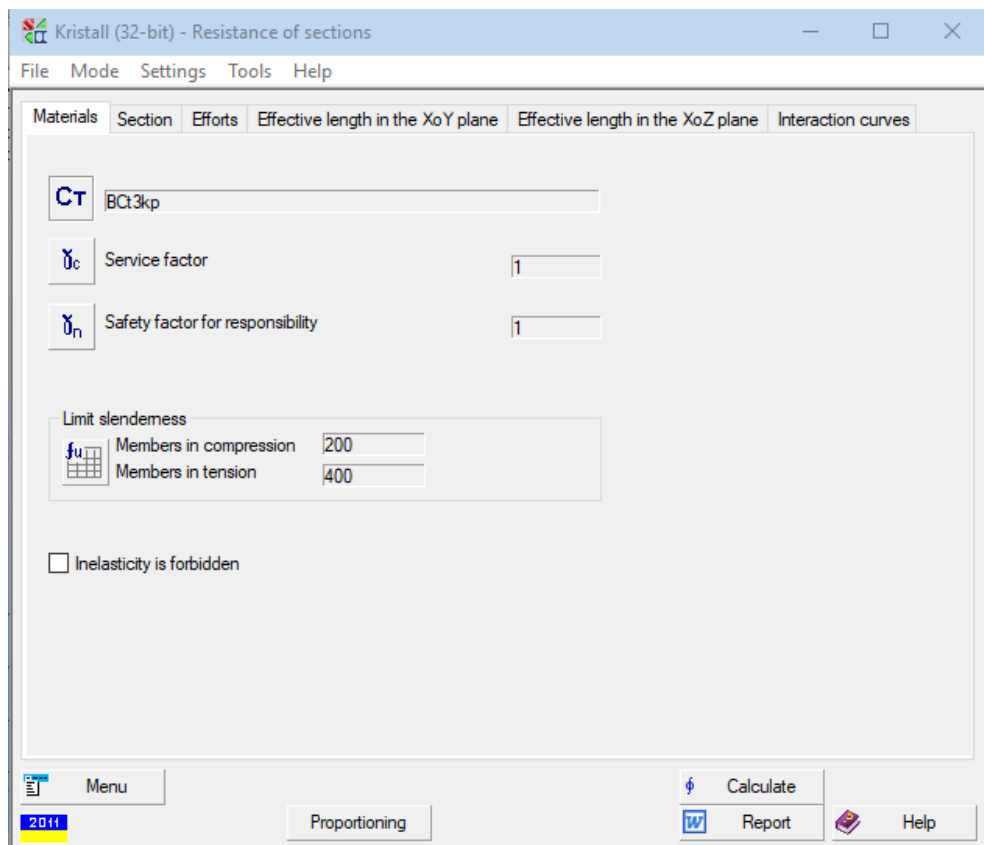 Kristall (32-bit) - Resistance of sections
File Mode Settings Tools Help
Materials Section Efforts Effective length in the XoY plane Effective length in the XoZ plane Interaction curves
Ст BCt3kp
γc Service factor 1
γn Safety factor for responsibility 1
Limit slenderness
fu Members in compression 200
Members in tension 400
Inelasticity is forbidden
Menu Calculate
2011 Proportioning W Report Help